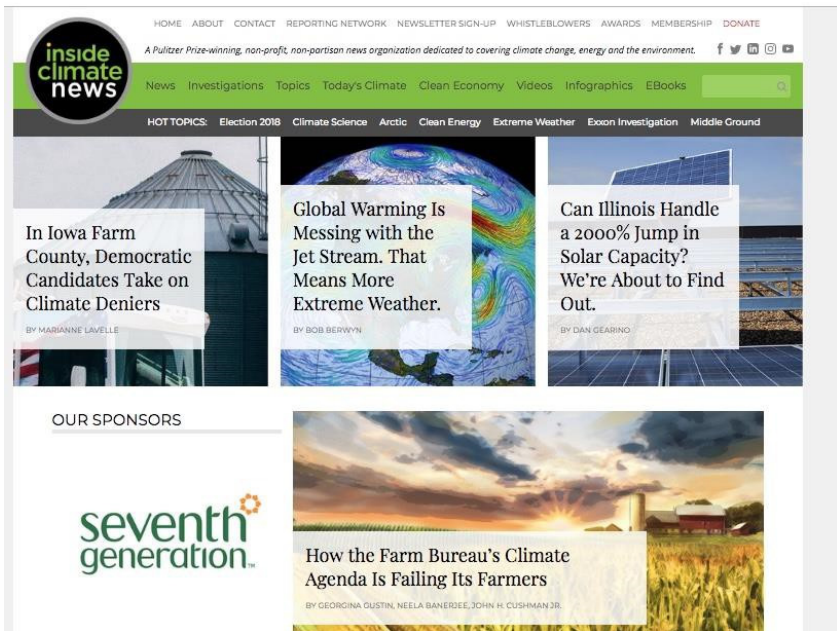 HOME ABOUT CONTACT REPORTING NETWORK NEWSLETTER SIGN-UP WHISTLEBLOWERS AWARDS MEMBERSHIP DONATE
A Pulitzer Prize-winning, non-profit, non-partisan news organization dedicated to covering climate change, energy and the environment.
inside
climate
news
News Investigations Topics Today's Climate Clean Economy Videos Infographics EBooks
HOT TOPICS: Election 2018 Climate Science Arctic Clean Energy Extreme Weather Exxon Investigation Middle Ground
In Iowa Farm
County, Democratic
Candidates Take on
Climate Deniers
BY MARIANNE LAVELLE
Global Warming Is
Messing with the
Jet Stream. That
Means More
Extreme Weather.
BY BOB BERWYN
Can Illinois Handle
a 2000% Jump in
Solar Capacity?
We're About to Find
Out.
BY DAN GEARINO
OUR SPONSORS
seventh
generation™
How the Farm Bureau's Climate
Agenda Is Failing Its Farmers
BY GEORGINA GUSTIN, NEELA BANERJEE, JOHN H. CUSHMAN JR.